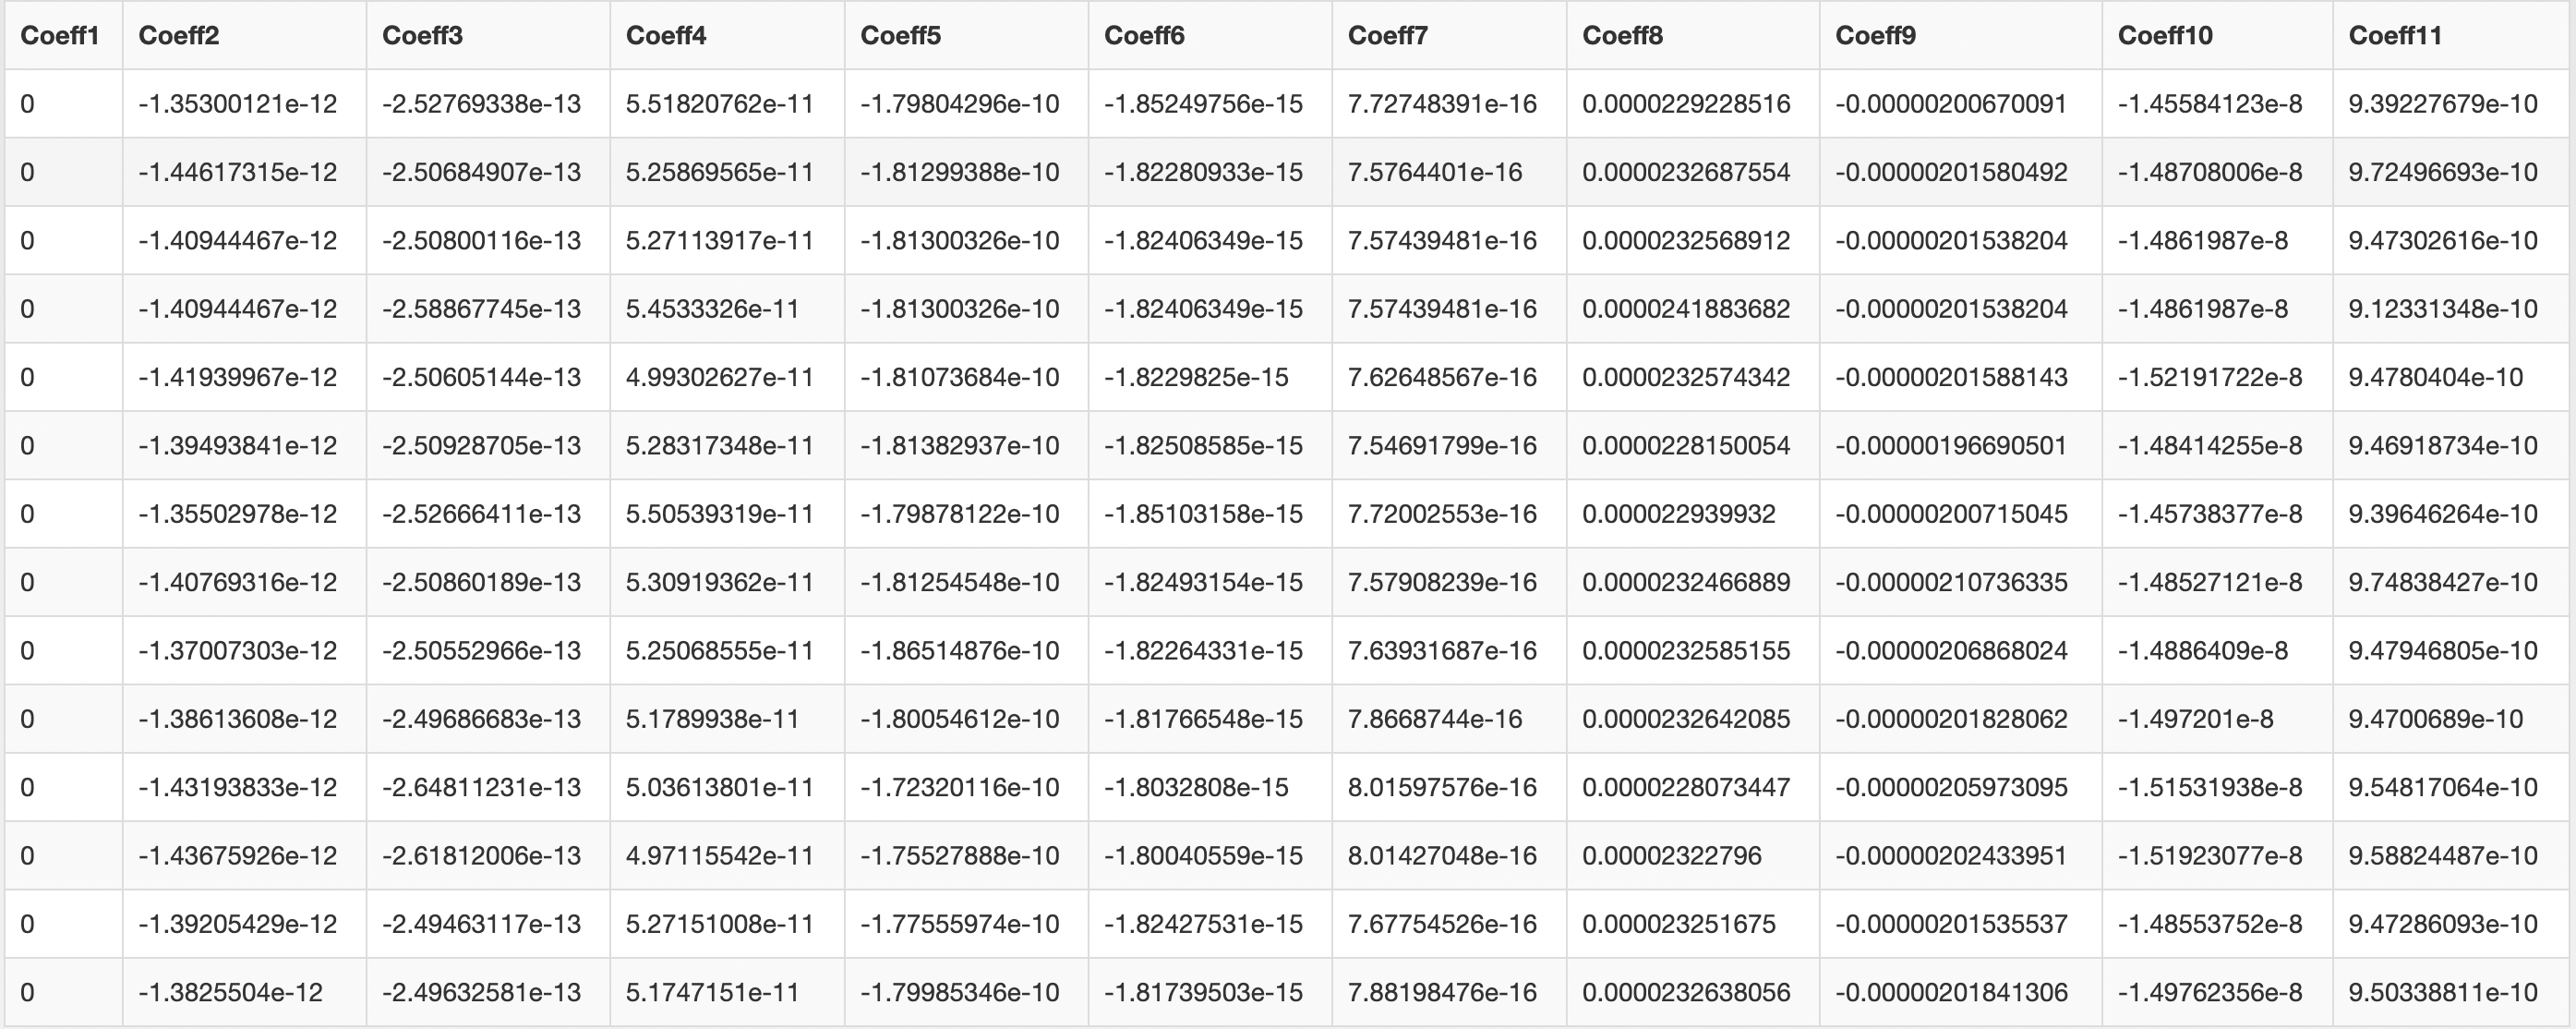 Coeff1 Coeff2 Coeff3 Coeff4 Coeff5 Coeff6 Coeff7 Coeff8 Coeff9 Coeff10 Coeff11
0 -1.35300121e-12 -2.52769338e-13 5.51820762e-11 -1.79804296e-10 -1.85249756e-15 7.72748391e-16 0.0000229228516 -0.00000200670091 -1.45584123e-8 9.39227679e-10
0 -1.44617315e-12 -2.50684907e-13 5.25869565e-11 -1.81299388e-10 -1.82280933e-15 7.5764401e-16 0.0000232687554 -0.00000201580492 -1.48708006e-8 9.72496693e-10
0 -1.40944467e-12 -2.50800116e-13 5.27113917e-11 -1.81300326e-10 -1.82406349e-15 7.57439481e-16 0.0000232568912 -0.00000201538204 -1.4861987e-8 9.47302616e-10
0 -1.40944467e-12 -2.58867745e-13 5.4533326e-11 -1.81300326e-10 -1.82406349e-15 7.57439481e-16 0.0000241883682 -0.00000201538204 -1.4861987e-8 9.12331348e-10
0 -1.41939967e-12 -2.50605144e-13 4.99302627e-11 -1.81073684e-10 -1.8229825e-15 7.62648567e-16 0.0000232574342 -0.00000201588143 -1.52191722e-8 9.4780404e-10
0 -1.39493841e-12 -2.50928705e-13 5.28317348e-11 -1.81382937e-10 -1.82508585e-15 7.54691799e-16 0.0000228150054 -0.00000196690501 -1.48414255e-8 9.46918734e-10
0 -1.35502978e-12 -2.52666411e-13 5.50539319e-11 -1.79878122e-10 -1.85103158e-15 7.72002553e-16 0.000022939932 -0.00000200715045 -1.45738377e-8 9.39646264e-10
0 -1.40769316e-12 -2.50860189e-13 5.30919362e-11 -1.81254548e-10 -1.82493154e-15 7.57908239e-16 0.0000232466889 -0.00000210736335 -1.48527121e-8 9.74838427e-10
0 -1.37007303e-12 -2.50552966e-13 5.25068555e-11 -1.86514876e-10 -1.82264331e-15 7.63931687e-16 0.0000232585155 -0.00000206868024 -1.4886409e-8 9.47946805e-10
0 -1.38613608e-12 -2.49686683e-13 5.1789938e-11 -1.80054612e-10 -1.81766548e-15 7.8668744e-16 0.0000232642085 -0.00000201828062 -1.497201e-8 9.4700689e-10
0 -1.43193833e-12 -2.64811231e-13 5.03613801e-11 -1.72320116e-10 -1.8032808e-15 8.01597576e-16 0.0000228073447 -0.00000205973095 -1.51531938e-8 9.54817064e-10
0 -1.43675926e-12 -2.61812006e-13 4.97115542e-11 -1.75527888e-10 -1.80040559e-15 8.01427048e-16 0.00002322796 -0.00000202433951 -1.51923077e-8 9.58824487e-10
0 -1.39205429e-12 -2.49463117e-13 5.27151008e-11 -1.77555974e-10 -1.82427531e-15 7.67754526e-16 0.000023251675 -0.00000201535537 -1.48553752e-8 9.47286093e-10
0 -1.3825504e-12 -2.49632581e-13 5.1747151e-11 -1.79985346e-10 -1.81739503e-15 7.88198476e-16 0.0000232638056 -0.00000201841306 -1.49762356e-8 9.50338811e-10